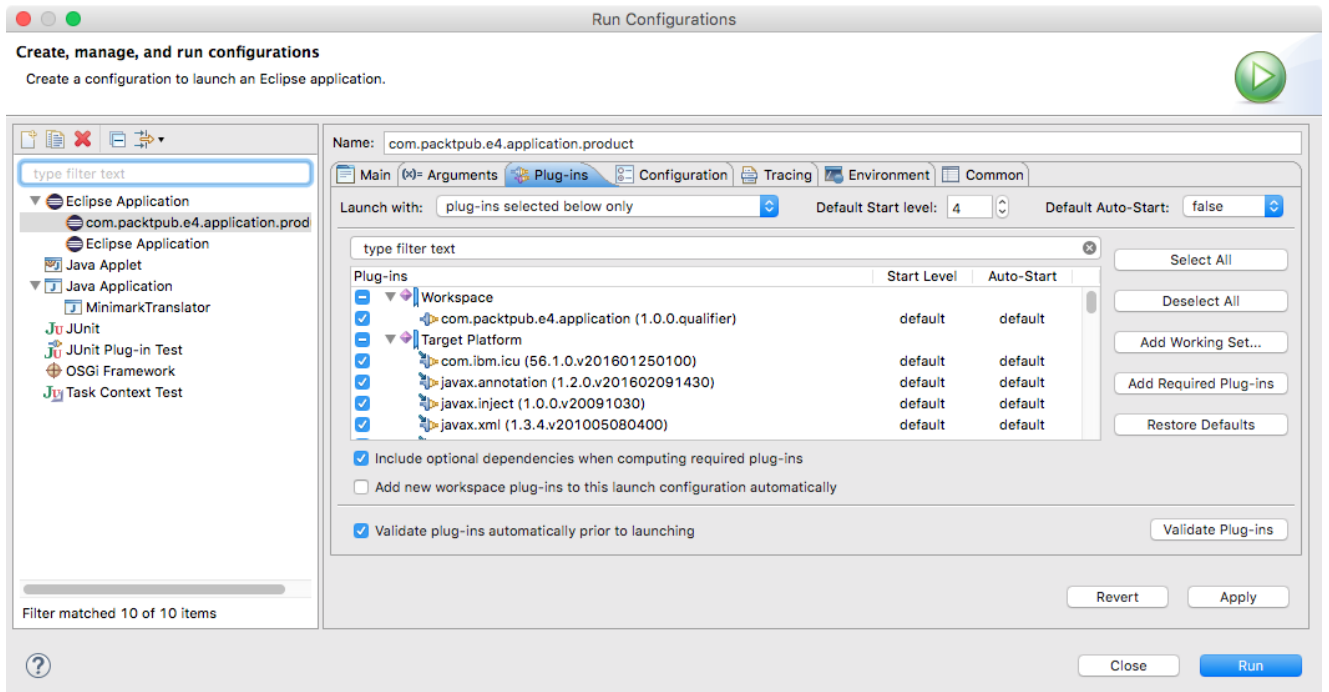 Run Configurations
Create, manage, and run configurations
Create a configuration to launch an Eclipse application.
type filter text
Eclipse Application
com.packtpub.e4.application.prod
Eclipse Application
Java Applet
Java Application
MinimarkTranslator
JUnit
JUnit Plug-in Test
OSGi Framework
Task Context Test
Filter matched 10 of 10 items
Name: com.packtpub.e4.application.product
Main (x)= Arguments Plug-ins Configuration Tracing Environment Common
Launch with: plug-ins selected below only Default Start level: 4 Default Auto-Start: false
type filter text
Plug-ins Start Level Auto-Start
Workspace
com.packtpub.e4.application (1.0.0.qualifier) default default
Target Platform
com.ibm.icu (56.1.0.v201601250100) default default
javax.annotation (1.2.0.v201602091430) default default
javax.inject (1.0.0.v20091030) default default
javax.xml (1.3.4.v201005080400) default default
Select All
Deselect All
Add Working Set...
Add Required Plug-ins
Restore Defaults
Include optional dependencies when computing required plug-ins
Add new workspace plug-ins to this launch configuration automatically
Validate plug-ins automatically prior to launching
Validate Plug-ins
Revert Apply
? Close Run